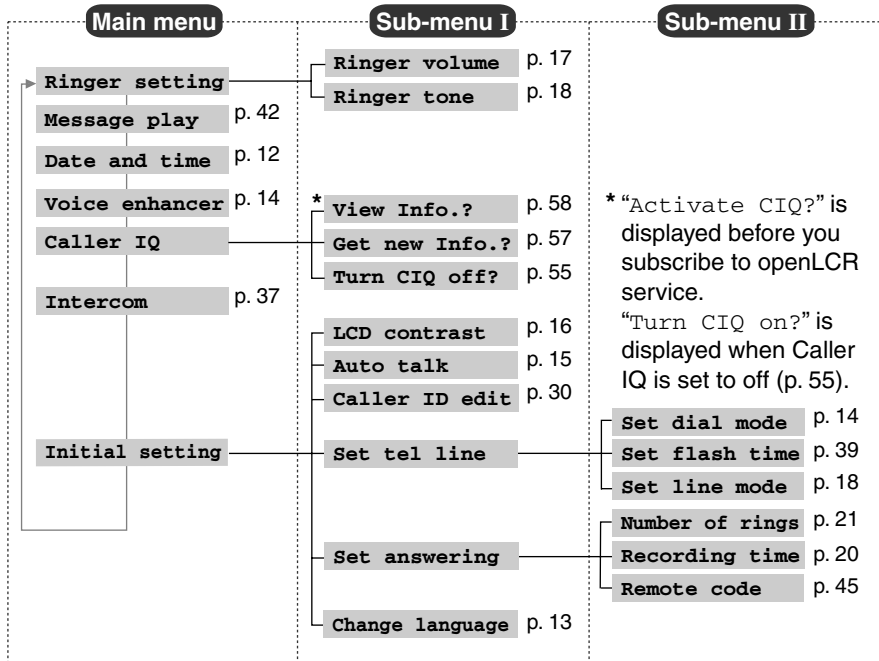 Main menu
Sub-menu I
Sub-menu II
Ringer setting
Ringer volume p. 17
Ringer tone p. 18
Message play p. 42
Date and time p. 12
Voice enhancer p. 14
Caller IQ
* View Info.? p. 58
Get new Info.? p. 57
Turn CIQ off? p. 55
* “Activate CIQ?” is
displayed before you
subscribe to openLCR
service.
“Turn CIQ on?” is
displayed when Caller
IQ is set to off (p. 55).
Intercom p. 37
Initial setting
LCD contrast p. 16
Auto talk p. 15
Caller ID edit p. 30
Set tel line
Set dial mode p. 14
Set flash time p. 39
Set line mode p. 18
Set answering
Number of rings p. 21
Recording time p. 20
Remote code p. 45
Change language p. 13